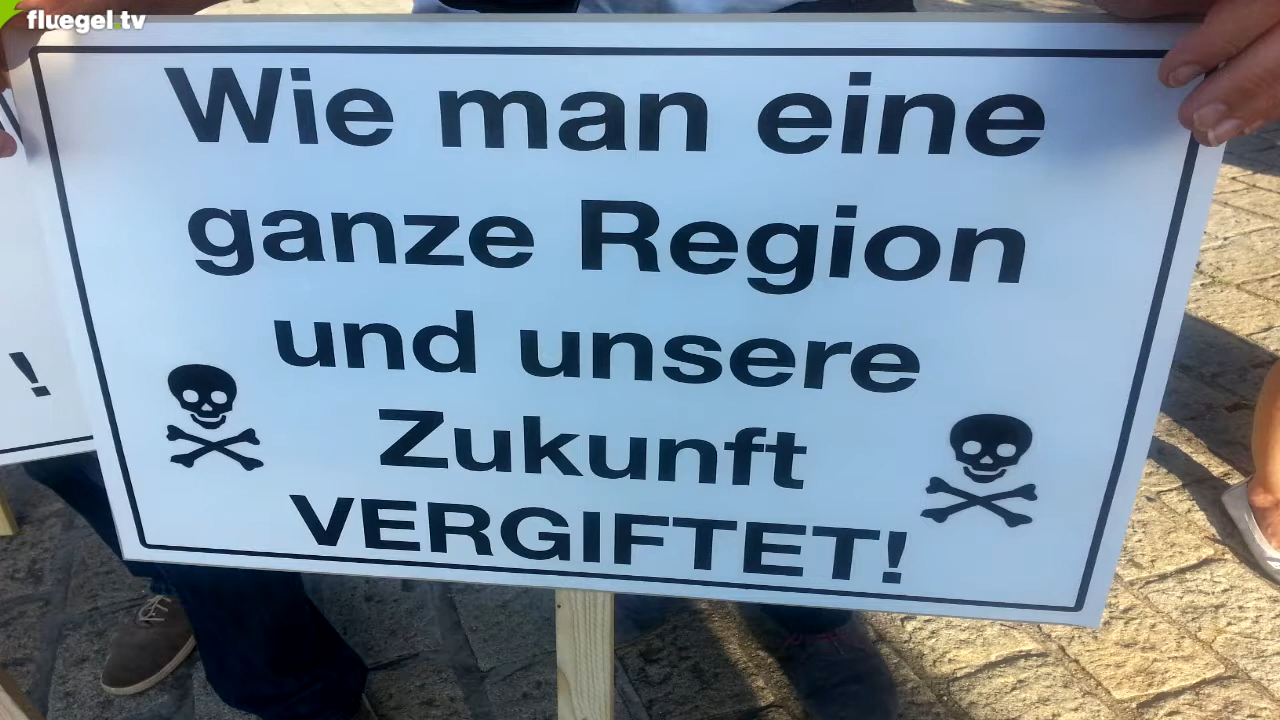 fluegel.tv
Wie man eine
ganze Region
und unsere
Zukunft
VERGIFTET!
!